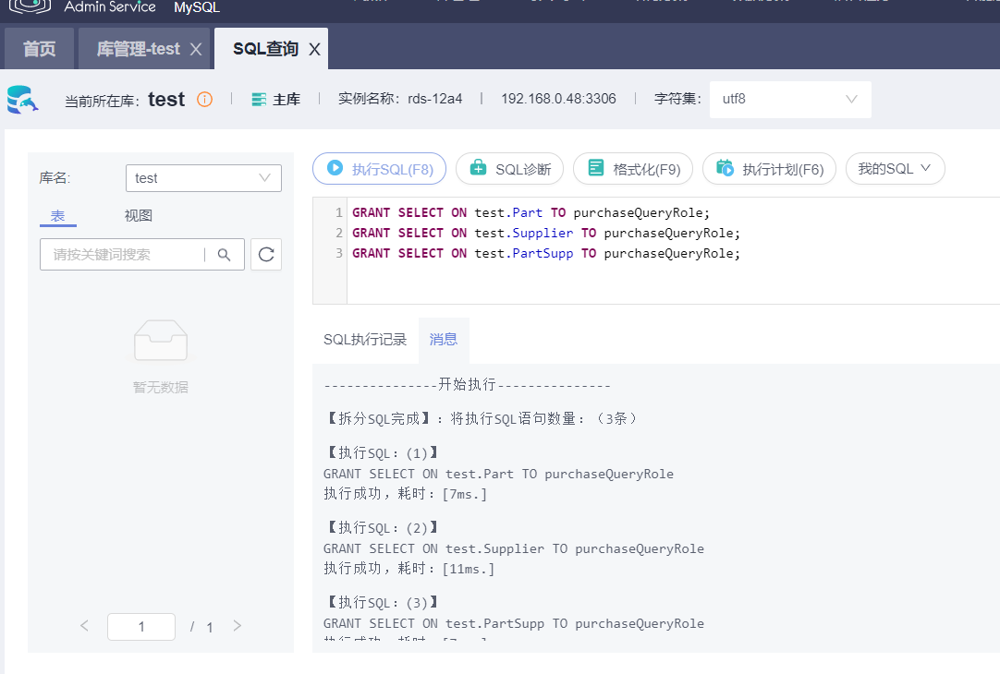 Admin Service MySQL
首页 库管理-test X SQL查询 X
当前所在库: test 主库 实例名称: rds-12a4 192.168.0.48:3306 字符集: utf8
库名: test
表 视图
请按关键词搜索
暂无数据
1 / 1
执行SQL(F8) SQL诊断 格式化(F9) 执行计划(F6) 我的SQL
1 GRANT SELECT ON test.Part TO purchaseQueryRole;
2 GRANT SELECT ON test.Supplier TO purchaseQueryRole;
3 GRANT SELECT ON test.PartSupp TO purchaseQueryRole;
SQL执行记录 消息
---------------开始执行---------------
【拆分SQL完成】：将执行SQL语句数量：（3条）
【执行SQL：(1)】
GRANT SELECT ON test.Part TO purchaseQueryRole
执行成功，耗时：[7ms.]
【执行SQL：(2)】
GRANT SELECT ON test.Supplier TO purchaseQueryRole
执行成功，耗时：[11ms.]
【执行SQL：(3)】
GRANT SELECT ON test.PartSupp TO purchaseQueryRole
执行成功，耗时：[7ms.]